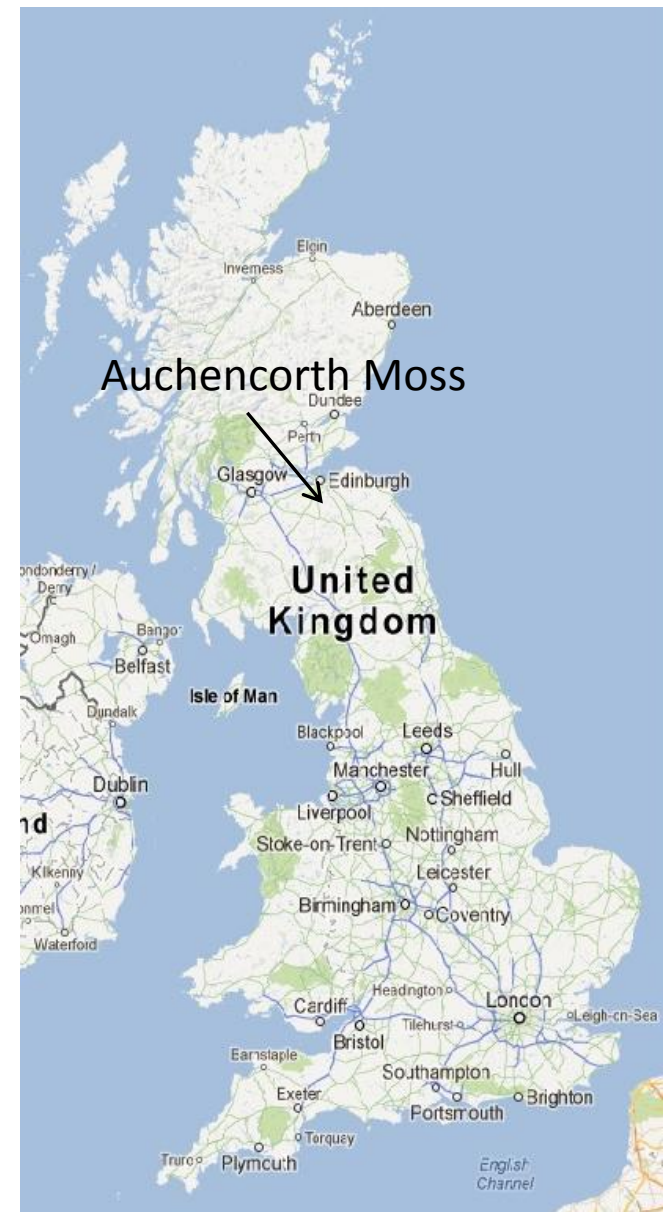 Elgin
Inverness
Aberdeen
Auchencorth Moss
Dundee
Perth
Glasgow
Edinburgh
United
Kingdom
ondonderry /
Derry
Omagh
Bangor
Belfast
Isle of Man
Dundalk
Blackpool
Leeds
Hull
Manchester
Dublin
Liverpool
Sheffield
nd
Stoke-on-Trent
Nottingham
Kilkenny
Leicester
onmel
Birmingham
Coventry
Waterford
Headington
London
Cardiff
Tilehurst
Leigh-on-Sea
Bristol
Barnstaple
Southampton
Exeter
Brighton
Portsmouth
Torquay
Truro
Plymouth
English
Channel